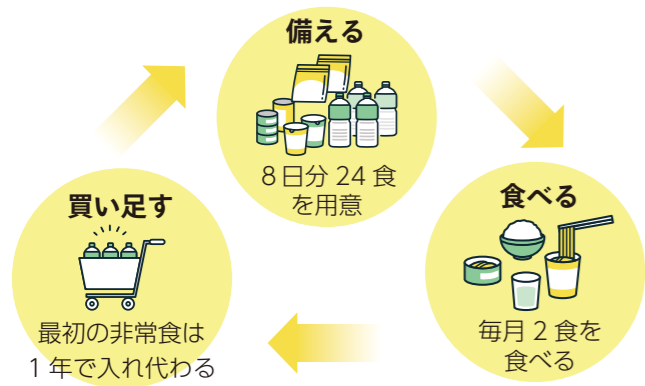 備える
8日分 24 食
を用意
食べる
毎月 2 食を
食べる
買い足す
最初の非常食は
1 年で入れ代わる